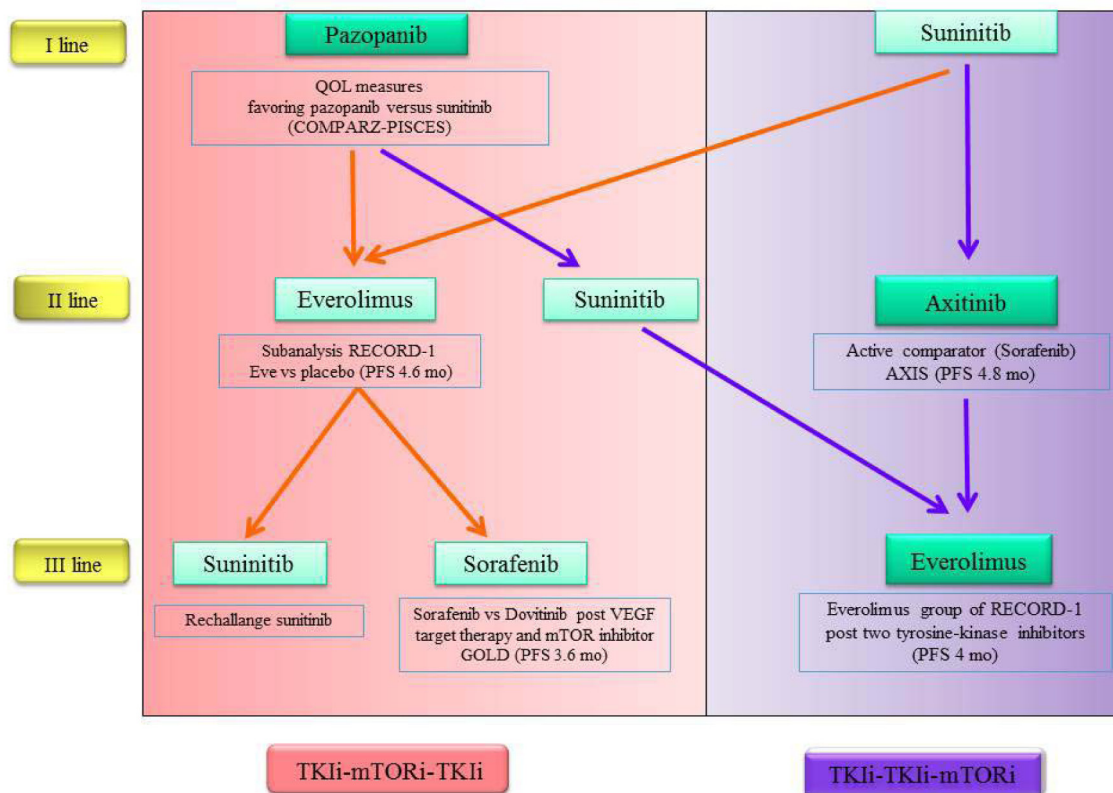 I line
Pazopanib
Suninitib
QOL measures
favoring pazopanib versus sunitinib
(COMPARZ-PISCES)
II line
Everolimus
Suninitib
Axitinib
Subanalysis RECORD-1
Eve vs placebo (PFS 4.6 mo)
Active comparator (Sorafenib)
AXIS (PFS 4.8 mo)
III line
Suninitib
Sorafenib
Everolimus
Rechallange sunitinib
Sorafenib vs Dovitinib post VEGF
target therapy and mTOR inhibitor
GOLD (PFS 3.6 mo)
Everolimus group of RECORD-1
post two tyrosine-kinase inhibitors
(PFS 4 mo)
TKIi-mTORi-TKIi
TKIi-TKIi-mTORi